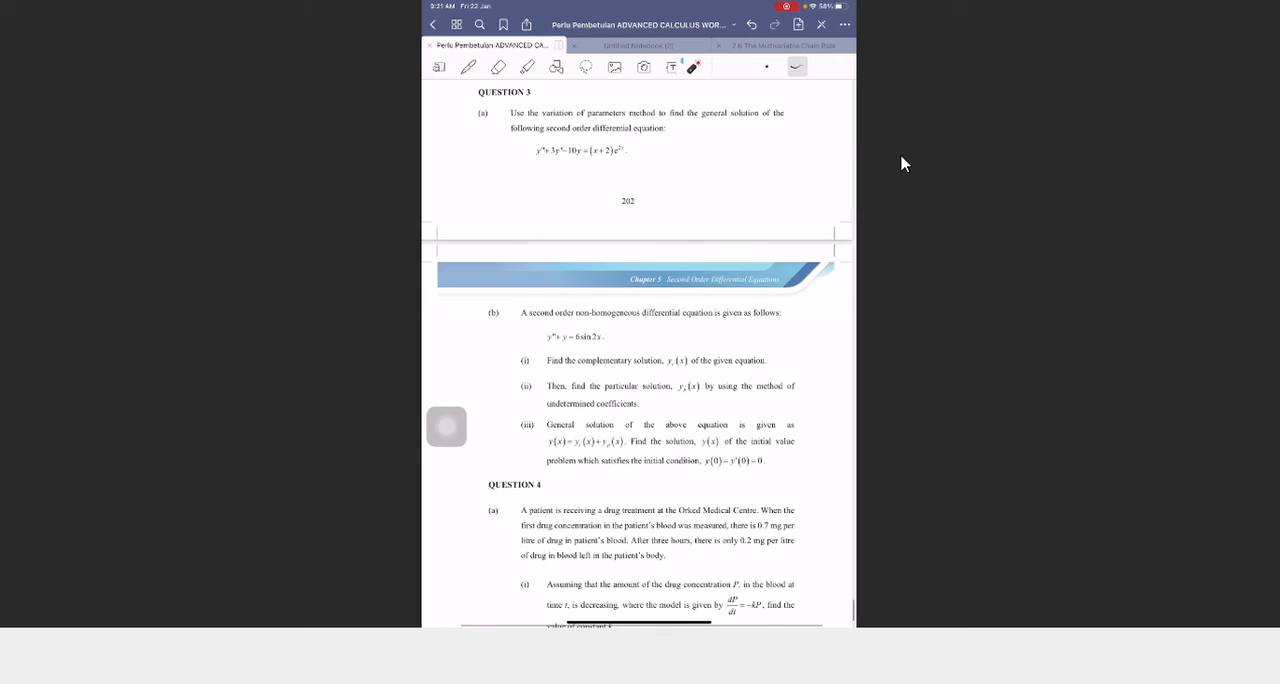 9:21 AM Fri 22 Jan
58%
Perlu Pembetulan ADVANCED CALCULUS WOR...
Perlu Pembetulan ADVANCED CA...
Untitled Notebook (2)
2.6 The Multivariable Chain Rule
QUESTION 3
(a) Use the variation of parameters method to find the general solution of the
following second order differential equation:
y"+ 3y'−10y = (x+2)e²ˣ.
202
Chapter 5 Second Order Differential Equations
(b) A second order non-homogeneous differential equation is given as follows:
y"+ y = 6sin2x.
(i) Find the complementary solution, y_c(x) of the given equation.
(ii) Then, find the particular solution, y_p(x) by using the method of
undetermined coefficients.
(iii) General solution of the above equation is given as
y(x) = y_c(x)+ y_p(x). Find the solution, y(x) of the initial value
problem which satisfies the initial condition, y(0) = y'(0) = 0.
QUESTION 4
(a) A patient is receiving a drug treatment at the Orked Medical Centre. When the
first drug concentration in the patient's blood was measured, there is 0.7 mg per
litre of drug in patient's blood. After three hours, there is only 0.2 mg per litre
of drug in blood left in the patient's body.
(i) Assuming that the amount of the drug concentration P, in the blood at
time t, is decreasing, where the model is given by dP/dt = −kP, find the
value of constant k